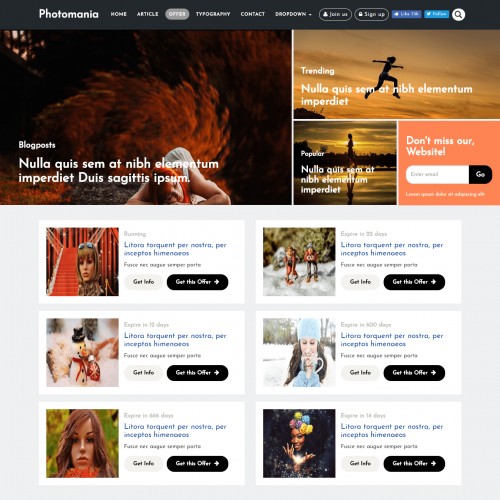 Photomania
HOME
ARTICLE
OFFER
TYPOGRAPHY
CONTACT
DROPDOWN
Join us
Sign up
Like
Follow
Blogposts
Nulla quis sem at nibh elementum
imperdiet Duis sagittis ipsum.
Trending
Nulla quis sem at nibh elementum
imperdiet
Popular
Nulla quis sem at
nibh elementum
imperdiet
Don't miss our,
Website!
Enter email
Go
Lorem ipsum dolor at adipising elit
Running
Litora torquent per nostra, per
inceptos himenaeos
Fusce nec augue semper porta
Get Info
Get this Offer
Expire in 22 days
Litora torquent per nostra, per
inceptos himenaeos
Fusce nec augue semper porta
Get Info
Get this Offer
Expire in 12 days
Litora torquent per nostra, per
inceptos himenaeos
Fusce nec augue semper porta
Get Info
Get this Offer
Expire in 600 days
Litora torquent per nostra, per
inceptos himenaeos
Fusce nec augue semper porta
Get Info
Get this Offer
Expire in 666 days
Litora torquent per nostra, per
inceptos himenaeos
Fusce nec augue semper porta
Get Info
Get this Offer
Expire in 14 days
Litora torquent per nostra, per
inceptos himenaeos
Fusce nec augue semper porta
Get Info
Get this Offer